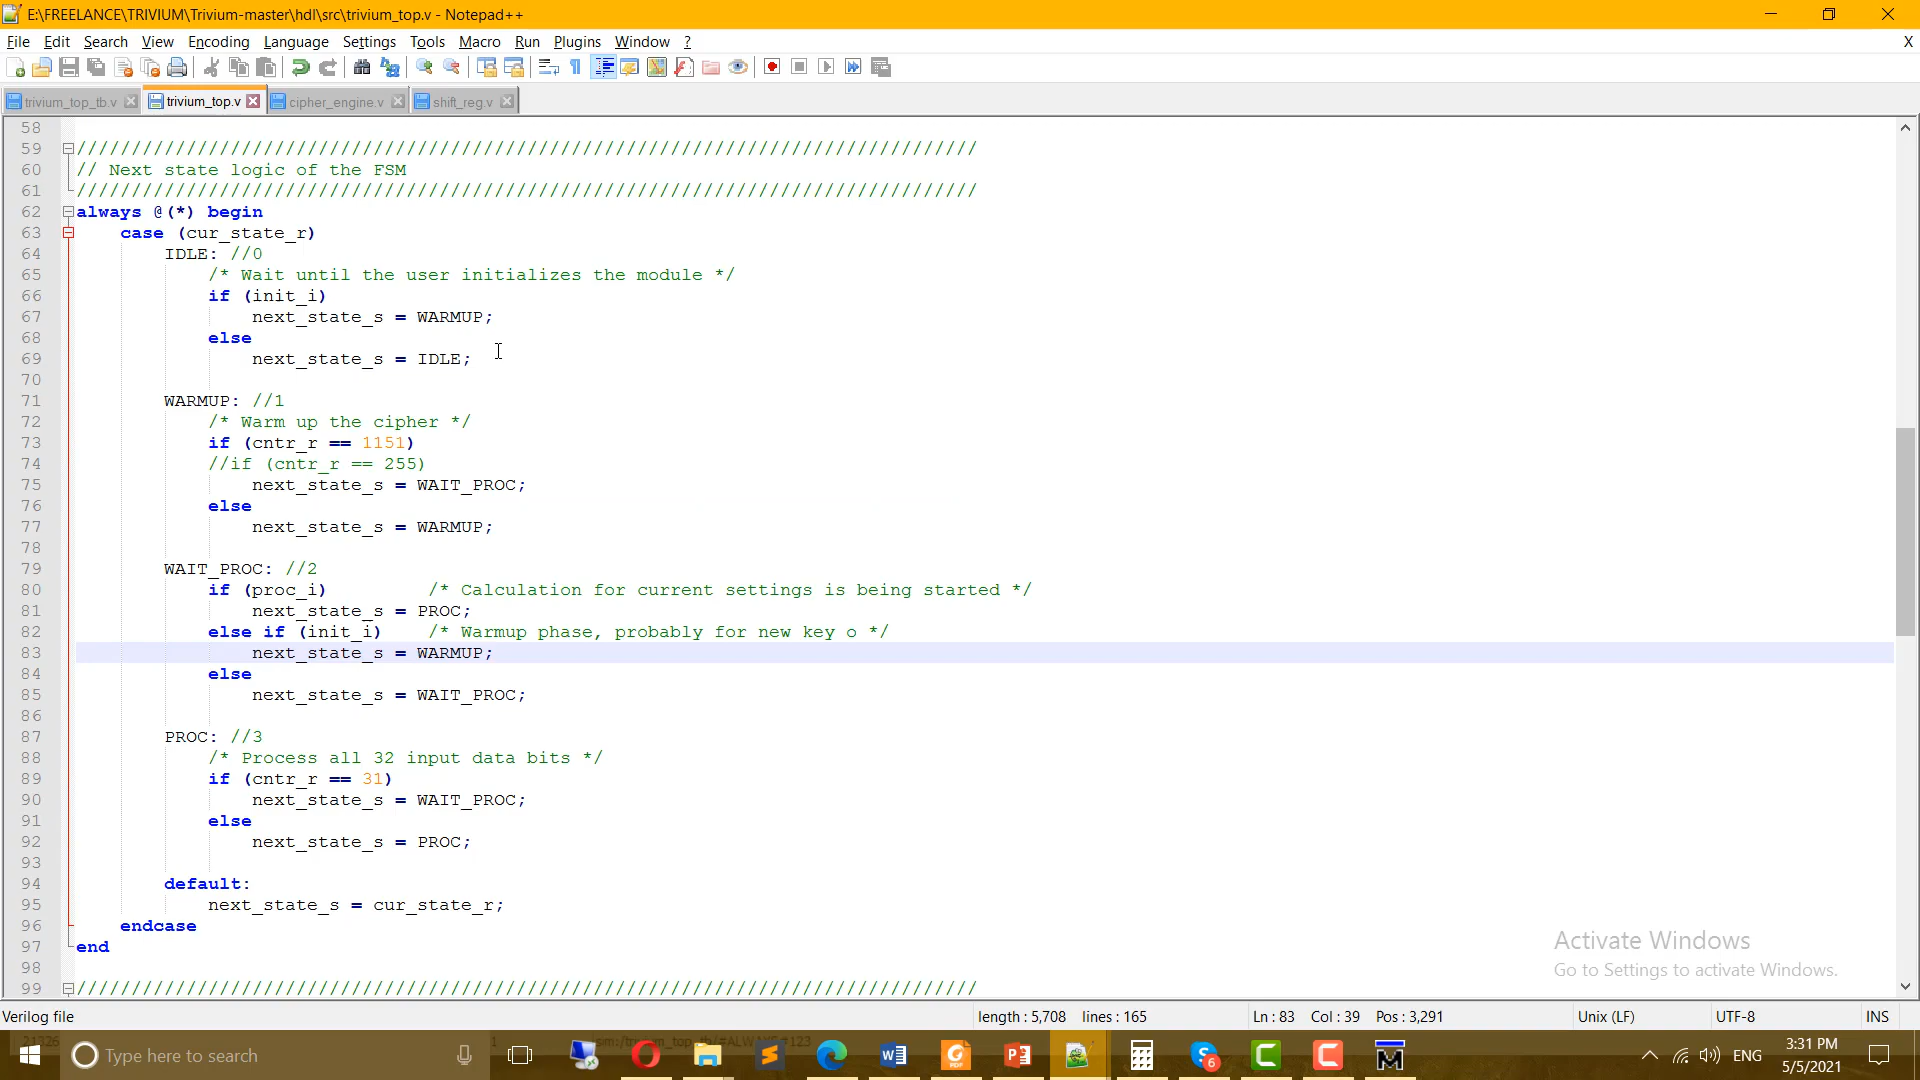 E:\FREELANCE\TRIVIUM\Trivium-master\hdl\src\trivium_top.v - Notepad++
File Edit Search View Encoding Language Settings Tools Macro Run Plugins Window ? X
trivium_top_tb.v trivium_top.v cipher_engine.v shift_reg.v
58
59 //////////////////////////////////////////////////////////////////////////////////
60 // Next state logic of the FSM
61 //////////////////////////////////////////////////////////////////////////////////
62 always @(*) begin
63 case (cur_state_r)
64 IDLE: //0
65 /* Wait until the user initializes the module */
66 if (init_i)
67 next_state_s = WARMUP;
68 else
69 next_state_s = IDLE;
70
71 WARMUP: //1
72 /* Warm up the cipher */
73 if (cntr_r == 1151)
74 //if (cntr_r == 255)
75 next_state_s = WAIT_PROC;
76 else
77 next_state_s = WARMUP;
78
79 WAIT_PROC: //2
80 if (proc_i) /* Calculation for current settings is being started */
81 next_state_s = PROC;
82 else if (init_i) /* Warmup phase, probably for new key o */
83 next_state_s = WARMUP;
84 else
85 next_state_s = WAIT_PROC;
86
87 PROC: //3
88 /* Process all 32 input data bits */
89 if (cntr_r == 31)
90 next_state_s = WAIT_PROC;
91 else
92 next_state_s = PROC;
93
94 default:
95 next_state_s = cur_state_r;
96 endcase
97 end
98
99 //////////////////////////////////////////////////////////////////////////////////
Activate Windows
Go to Settings to activate Windows.
Verilog file length : 5,708 lines : 165 Ln : 83 Col : 39 Pos : 3,291 Unix (LF) UTF-8 INS
Type here to search
ENG
3:31 PM
5/5/2021